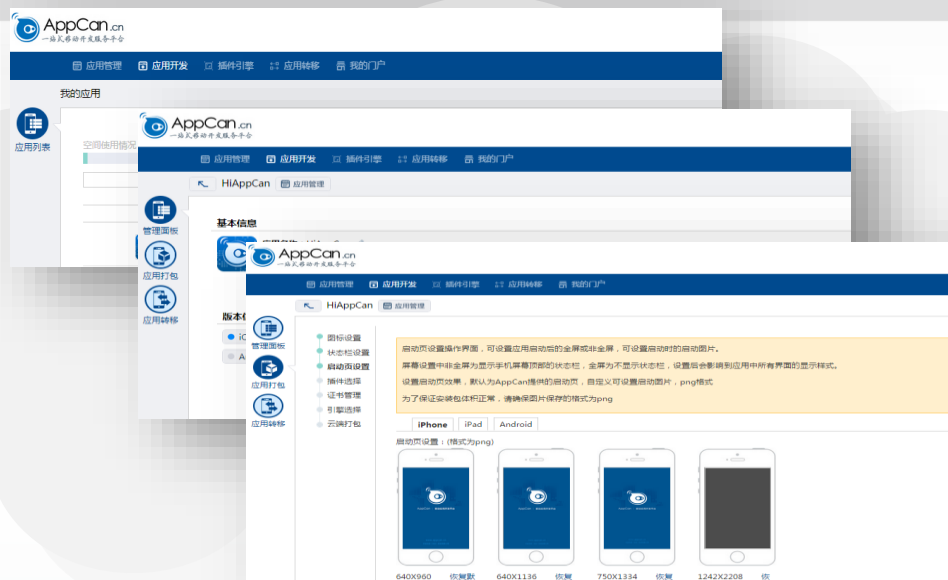 AppCan.cn
一站式移动开发服务平台
应用管理 应用开发 插件引擎 应用转移 我的门户
我的应用
应用列表
空间使用情况
AppCan.cn
一站式移动开发服务平台
应用管理 应用开发 插件引擎 应用转移 我的门户
HiAppCan 应用管理
管理面板
应用打包
应用转移
基本信息
版本
AppCan.cn
一站式移动开发服务平台
应用管理 应用开发 插件引擎 应用转移 我的门户
HiAppCan 应用管理
管理面板
应用打包
应用转移
图标设置
状态栏设置
启动页设置
插件选择
证书管理
引擎选择
云端打包
启动页设置操作界面，可设置应用启动后的全屏或非全屏，可设置启动时的启动图片。
屏幕设置中非全屏为显示手机屏幕顶部的状态栏，全屏为不显示状态栏，设置后会影响到应用中所有界面的显示样式。
设置启动页效果，默认为AppCan提供的启动页，自定义可设置启动图片，png格式
为了保证安装包体积正常，请确保图片保存的格式为png
iPhone iPad Android
启动页设置：(格式为png)
640X960 恢复默 640X1136 恢复 750X1334 恢复 1242X2208 恢